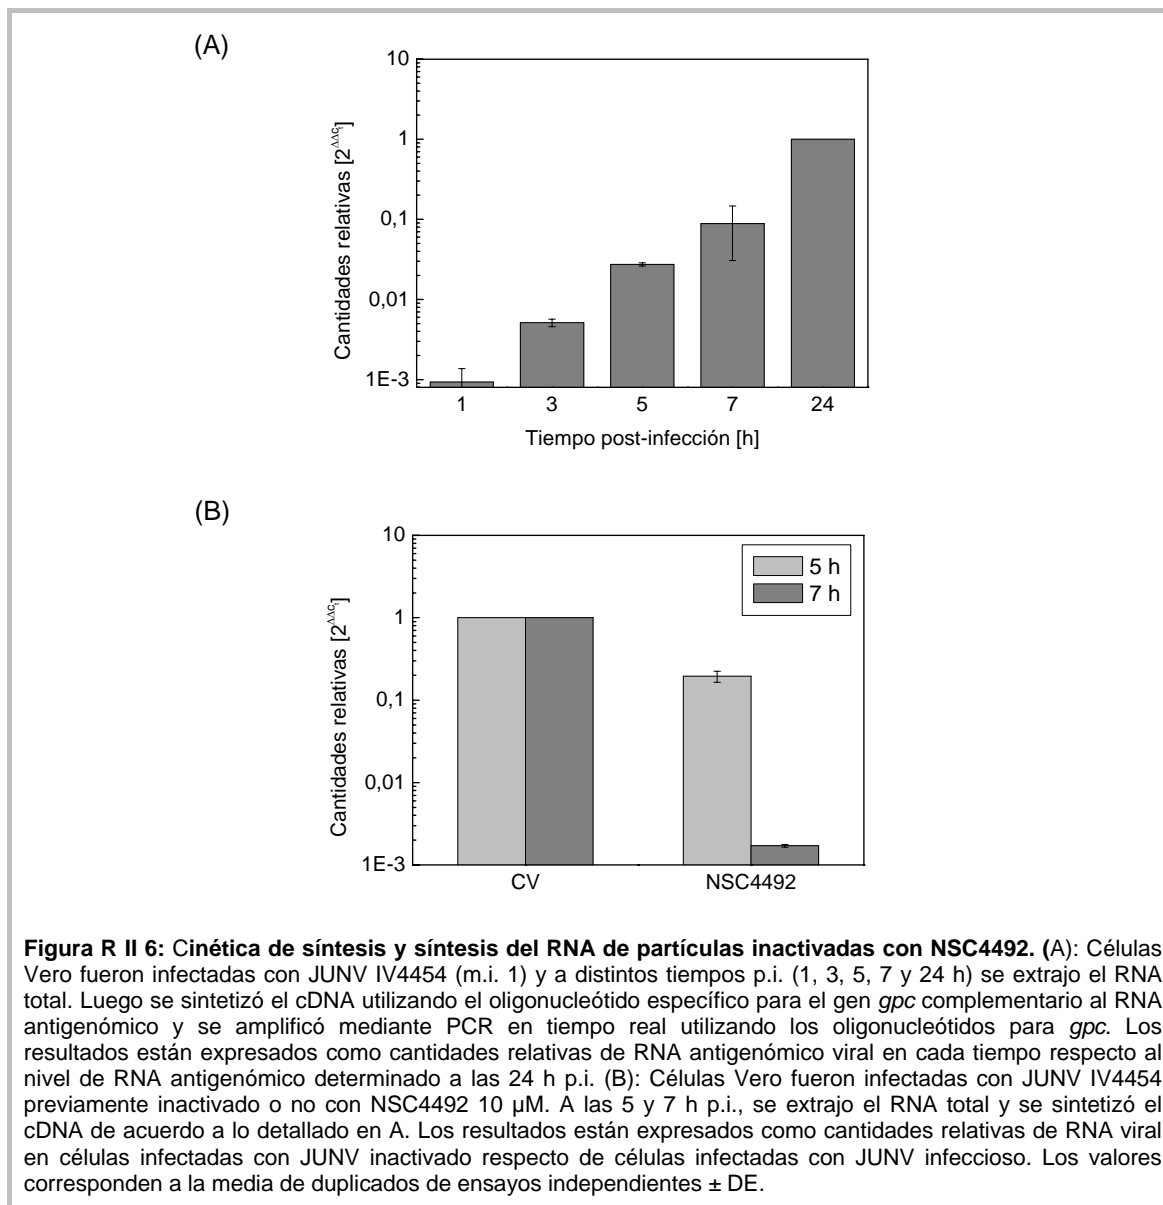 (A)
Cantidades relativas [2^ΔΔCt]
10
1
0,1
0,01
1E-3
1 3 5 7 24
Tiempo post-infección [h]
(B)
Cantidades relativas [2^ΔΔCt]
10
1
0,1
0,01
1E-3
5 h
7 h
CV NSC4492
Figura R II 6: Cinética de síntesis y síntesis del RNA de partículas inactivadas con NSC4492. (A): Células
Vero fueron infectadas con JUNV IV4454 (m.i. 1) y a distintos tiempos p.i. (1, 3, 5, 7 y 24 h) se extrajo el RNA
total. Luego se sintetizó el cDNA utilizando el oligonucleótido específico para el gen gpc complementario al RNA
antigenómico y se amplificó mediante PCR en tiempo real utilizando los oligonucleótidos para gpc. Los
resultados están expresados como cantidades relativas de RNA antigenómico viral en cada tiempo respecto al
nivel de RNA antigenómico determinado a las 24 h p.i. (B): Células Vero fueron infectadas con JUNV IV4454
previamente inactivado o no con NSC4492 10 µM. A las 5 y 7 h p.i., se extrajo el RNA total y se sintetizó el
cDNA de acuerdo a lo detallado en A. Los resultados están expresados como cantidades relativas de RNA viral
en células infectadas con JUNV inactivado respecto de células infectadas con JUNV infeccioso. Los valores
corresponden a la media de duplicados de ensayos independientes ± DE.